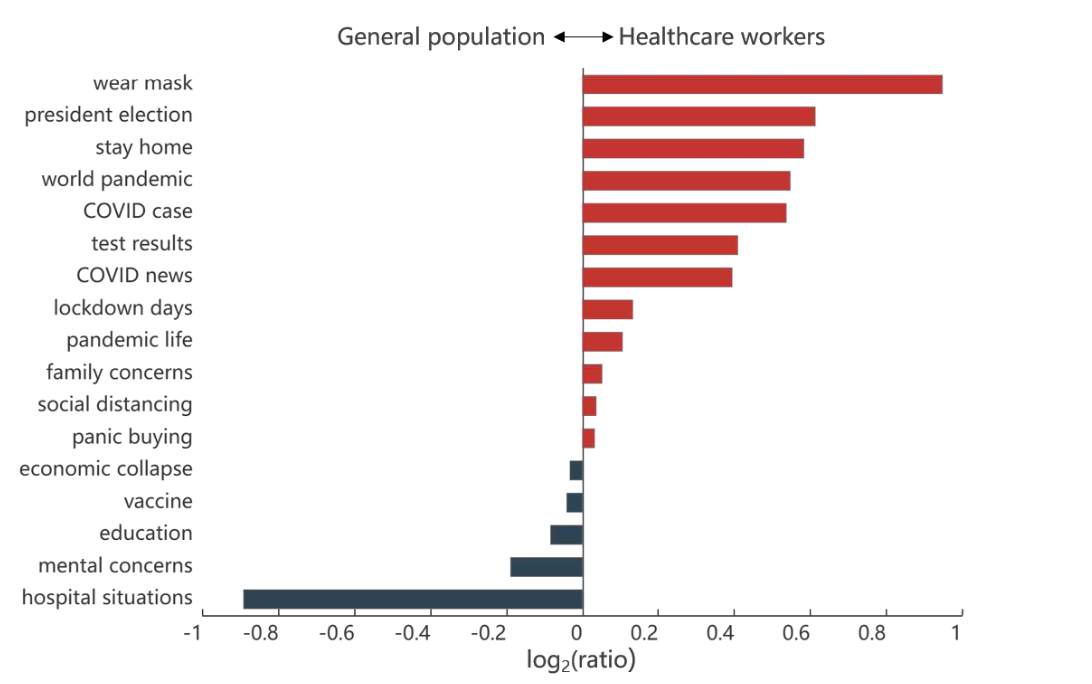 General population ↔ Healthcare workers
wear mask
president election
stay home
world pandemic
COVID case
test results
COVID news
lockdown days
pandemic life
family concerns
social distancing
panic buying
economic collapse
vaccine
education
mental concerns
hospital situations
-1 -0.8 -0.6 -0.4 -0.2 0 0.2 0.4 0.6 0.8 1
log₂(ratio)